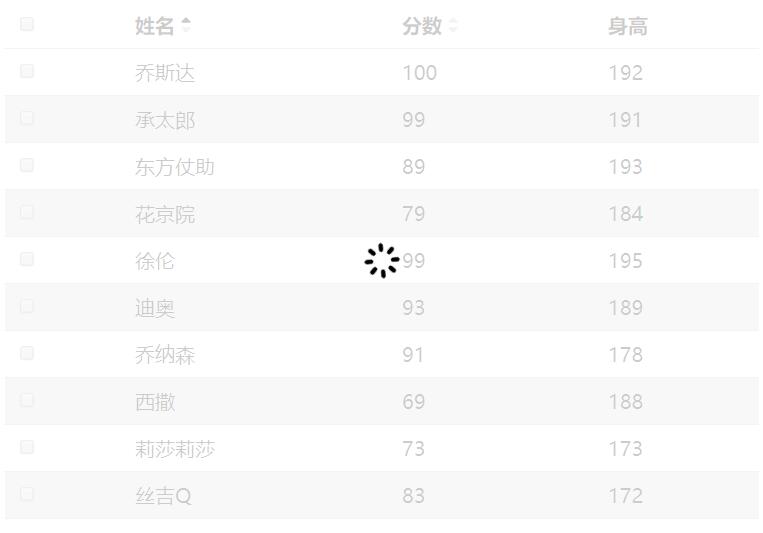 姓名 分数 身高
乔斯达 100 192
承太郎 99 191
东方仗助 89 193
花京院 79 184
徐伦 99 195
迪奥 93 189
乔纳森 91 178
西撒 69 188
莉莎莉莎 73 173
丝吉Q 83 172